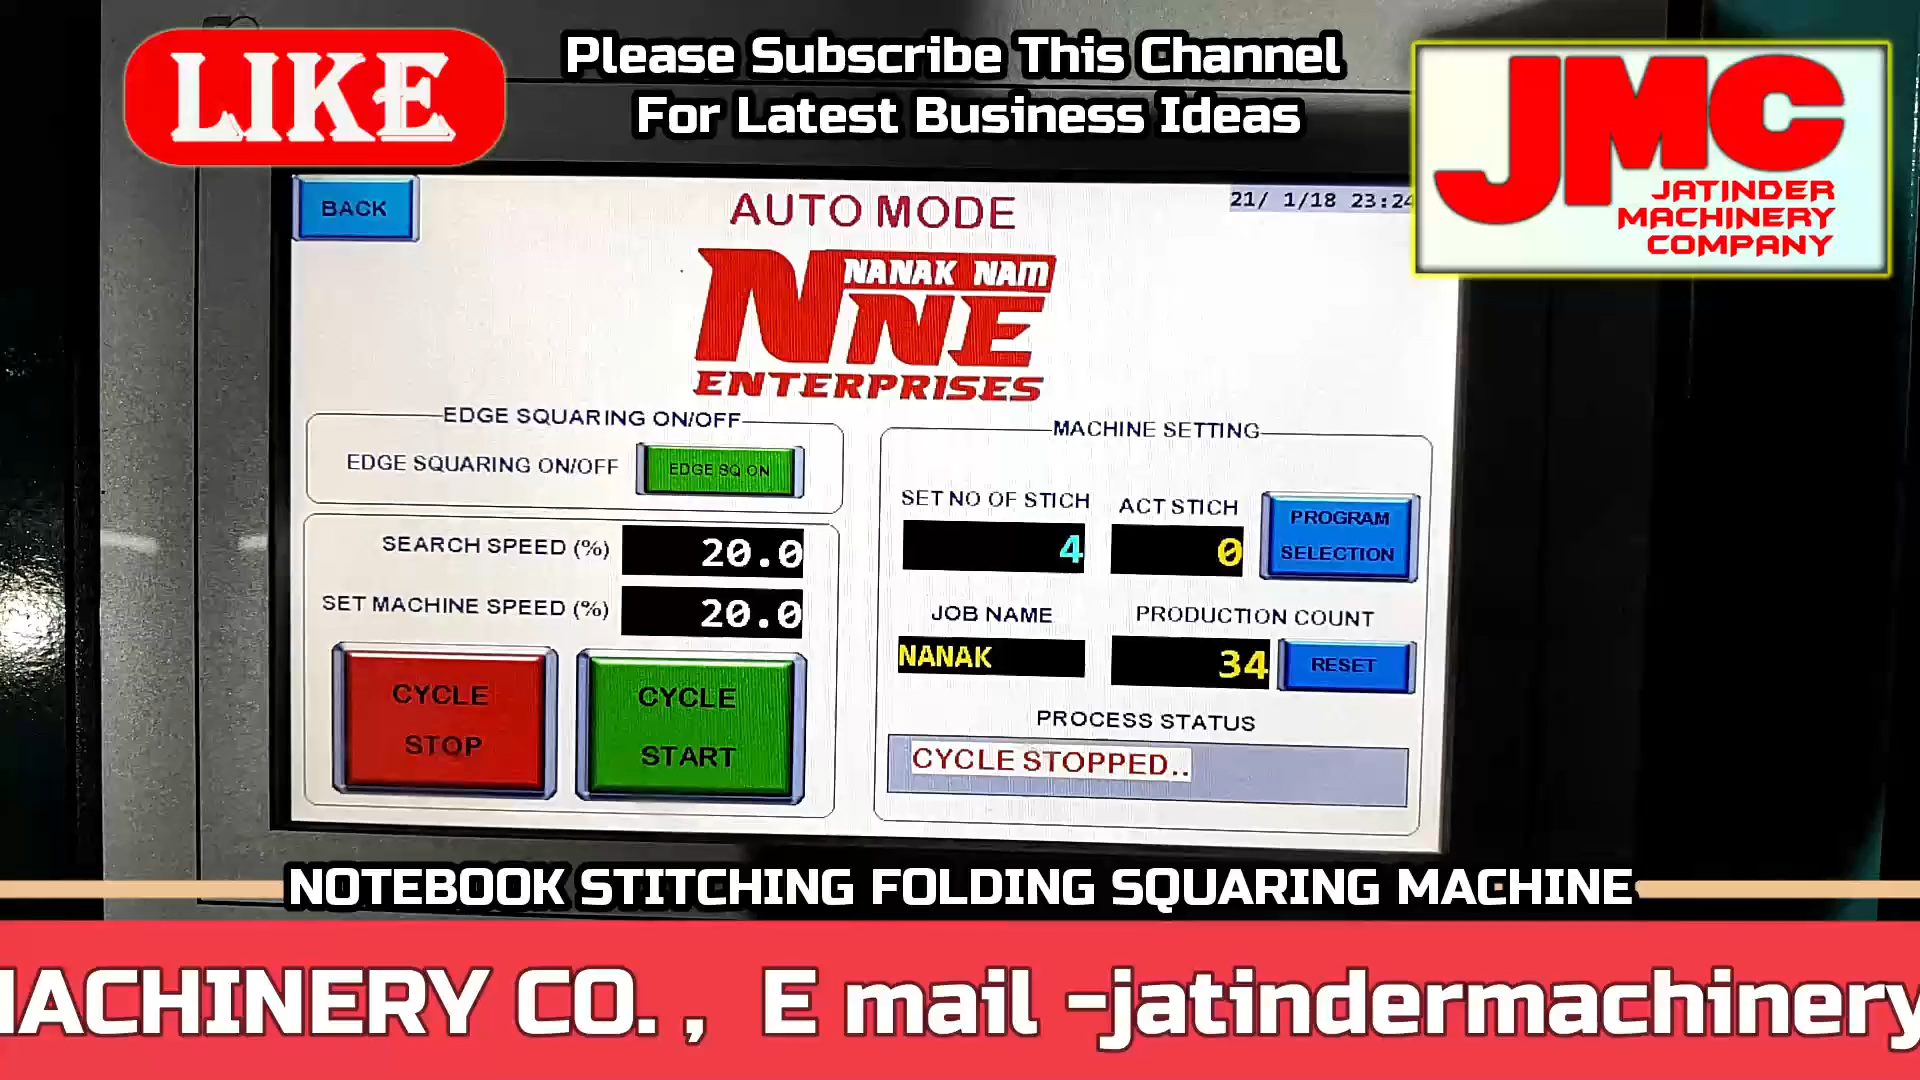 LIKE
Please Subscribe This Channel
For Latest Business Ideas
JMC
JATINDER
MACHINERY
COMPANY
BACK
AUTO MODE
21/ 1/18 23:24
NANAK NAM
NNE
ENTERPRISES
EDGE SQUARING ON/OFF
EDGE SQUARING ON/OFF
EDGE SQ ON
SEARCH SPEED (%)
20.0
SET MACHINE SPEED (%)
20.0
CYCLE
STOP
CYCLE
START
MACHINE SETTING
SET NO OF STICH
4
ACT STICH
0
PROGRAM
SELECTION
JOB NAME
NANAK
PRODUCTION COUNT
34
RESET
PROCESS STATUS
CYCLE STOPPED..
NOTEBOOK STITCHING FOLDING SQUARING MACHINE
MACHINERY CO. , E mail -jatindermachinery